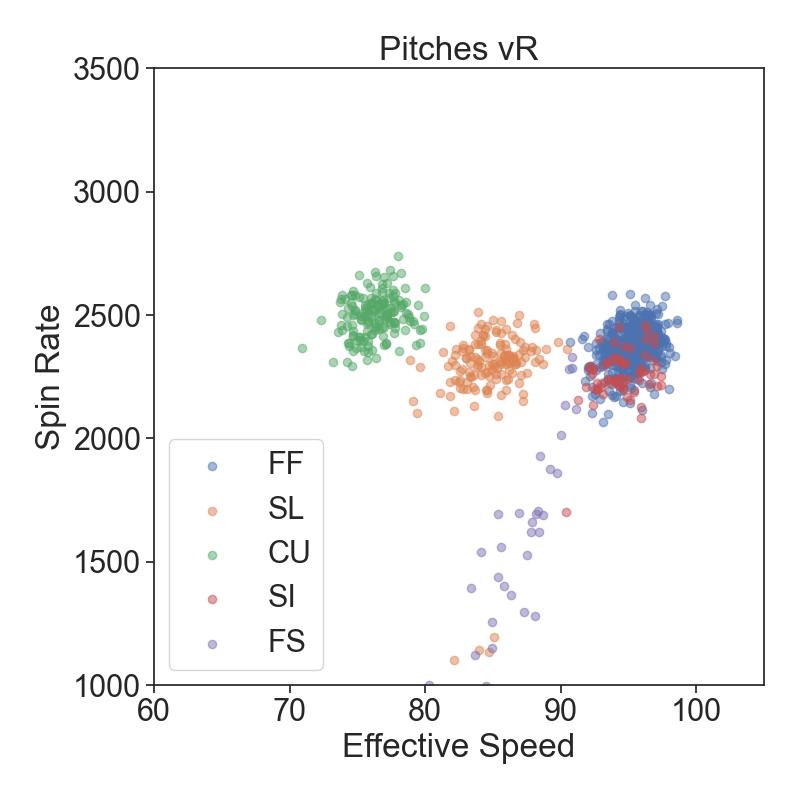 Pitches vR
3500
3000
2500
2000
1500
1000
Spin Rate
FF
SL
CU
SI
FS
60 70 80 90 100
Effective Speed